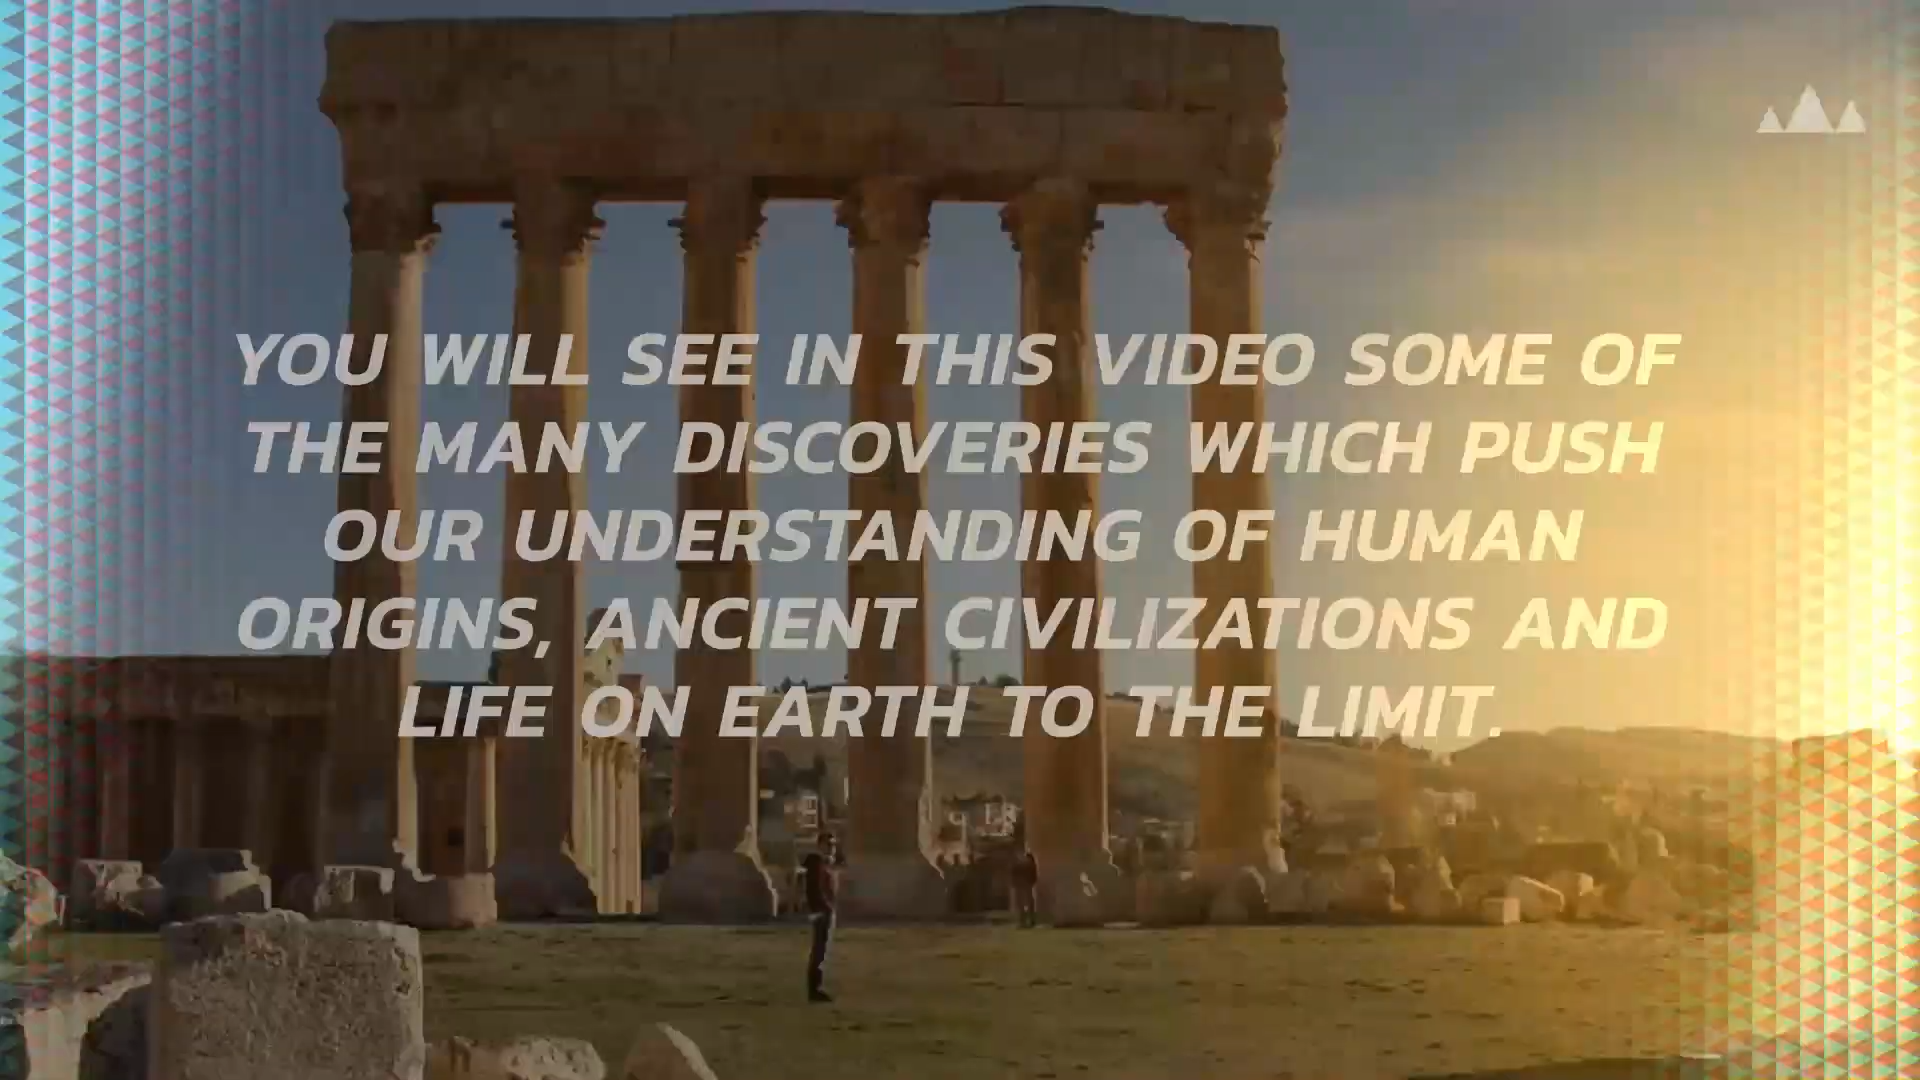 YOU WILL SEE IN THIS VIDEO SOME OF
THE MANY DISCOVERIES WHICH PUSH
OUR UNDERSTANDING OF HUMAN
ORIGINS, ANCIENT CIVILIZATIONS AND
LIFE ON EARTH TO THE LIMIT.